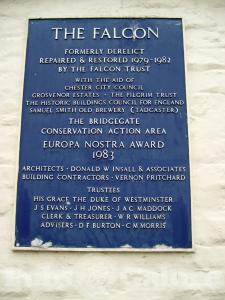 THE FALCON
FORMERLY DERELICT
REPAIRED & RESTORED 1979-1982
BY THE FALCON TRUST
WITH THE AID OF
CHESTER CITY COUNCIL
GROSVENOR ESTATES - THE PILGRIM TRUST
THE HISTORIC BUILDINGS COUNCIL FOR ENGLAND
SAMUEL SMITH OLD BREWERY (TADCASTER)
THE BRIDGEGATE
CONSERVATION ACTION AREA
EUROPA NOSTRA AWARD
1983
ARCHITECTS - DONALD W INSALL & ASSOCIATES
BUILDING CONTRACTORS - VERNON PRITCHARD
TRUSTEES
HIS GRACE THE DUKE OF WESTMINSTER
J S EVANS - J H JONES - J A C MADDOCK
CLERK & TREASURER - W R WILLIAMS
ADVISERS - D F BURTON - C M MORRIS